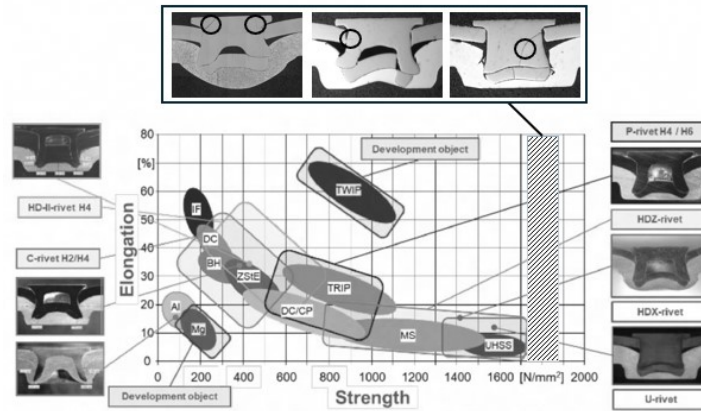 80
[%]
60
50
40
30
20
10
0
Elongation
0
200
400
600
800
1000
1200
1400
1600
[N/mm²]
2000
Strength
Development object
TWIP
IF
DC
BH
ZStE
TRIP
DC/CP
Al
Mg
MS
UHSS
Development object
HD-II-rivet H4
C-rivet H2/H4
P-rivet H4 / H6
HDZ-rivet
HDX-rivet
U-rivet